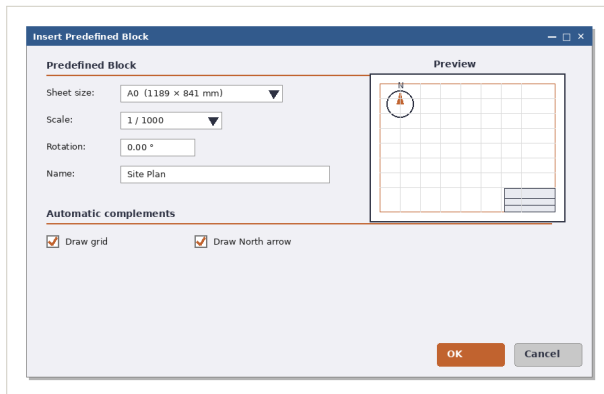 Insert Predefined Block
Predefined Block
Preview
Sheet size: A0 (1189 × 841 mm)
N
Scale: 1 / 1000
Rotation: 0.00 °
Name: Site Plan
Automatic complements
Draw grid Draw North arrow
OK Cancel